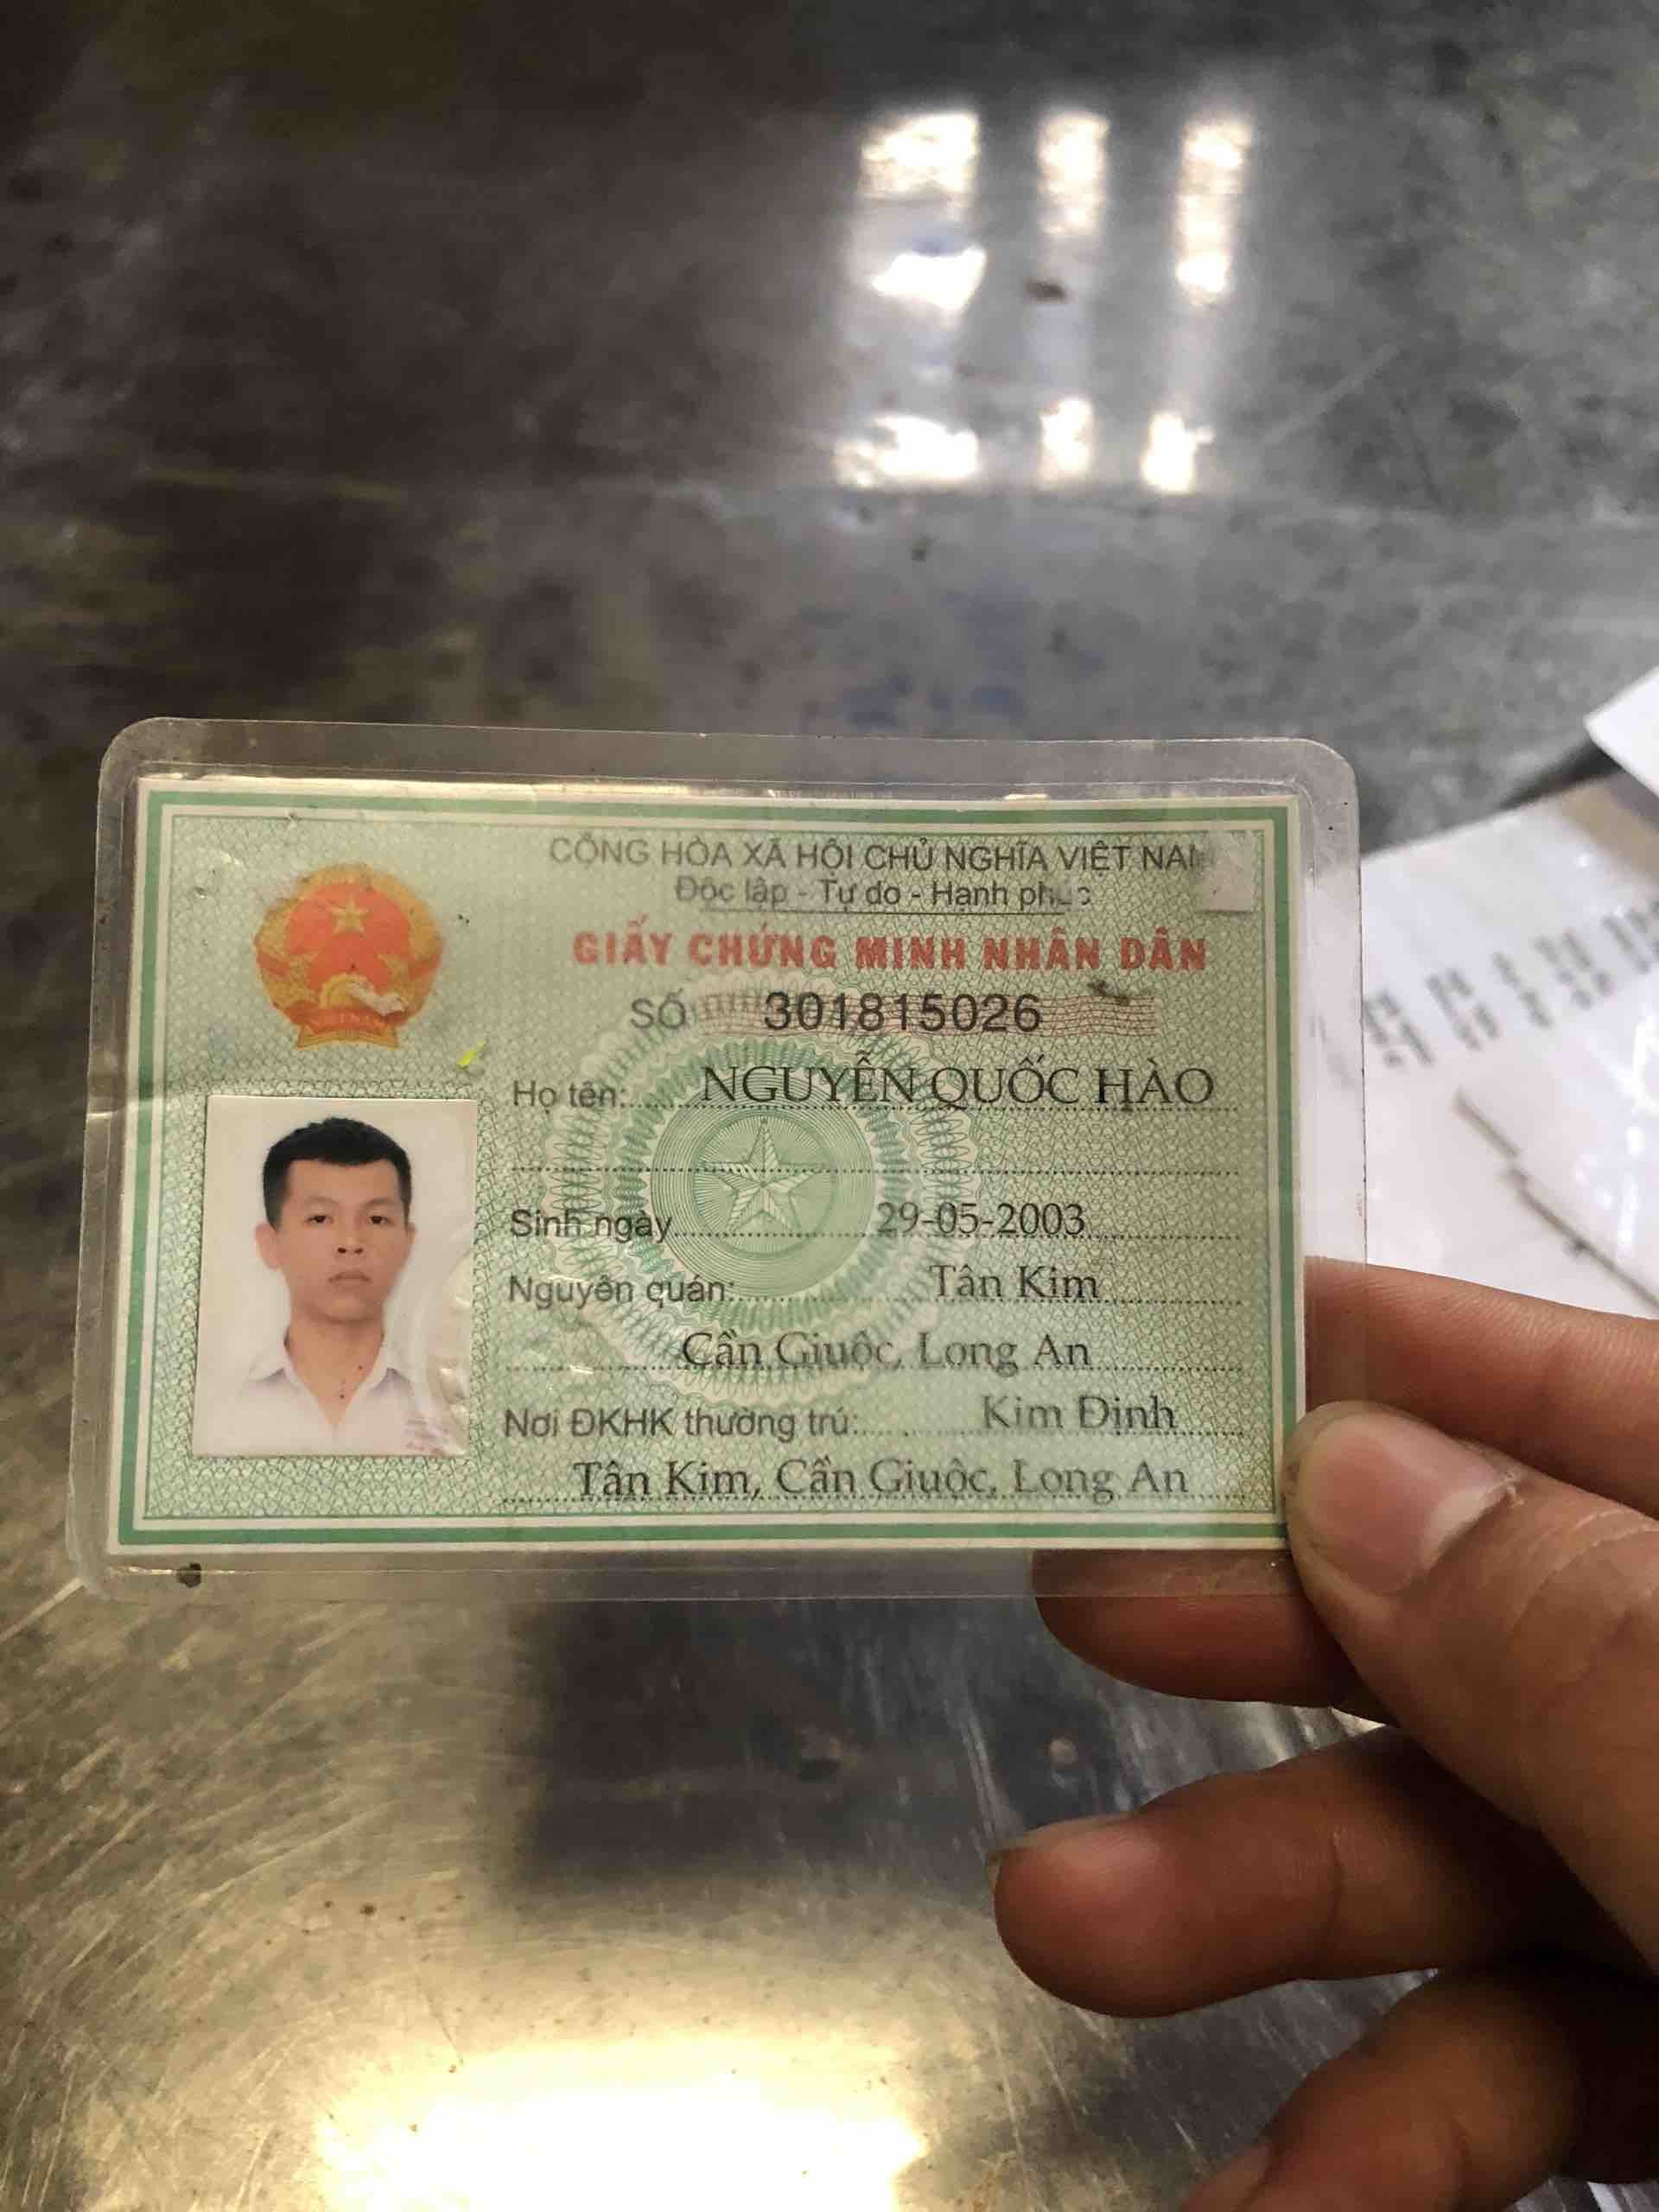 CỘNG HÒA XÃ HỘI CHỦ NGHĨA VIỆT NAM
Độc lập - Tự do - Hạnh phúc
GIẤY CHỨNG MINH NHÂN DÂN
SỐ 301815026
Họ tên: NGUYỄN QUỐC HÀO
Sinh ngày 29-05-2003
Nguyên quán: Tân Kim
Cần Giuộc, Long An
Nơi ĐKHK thường trú: Kim Định
Tân Kim, Cần Giuộc, Long An